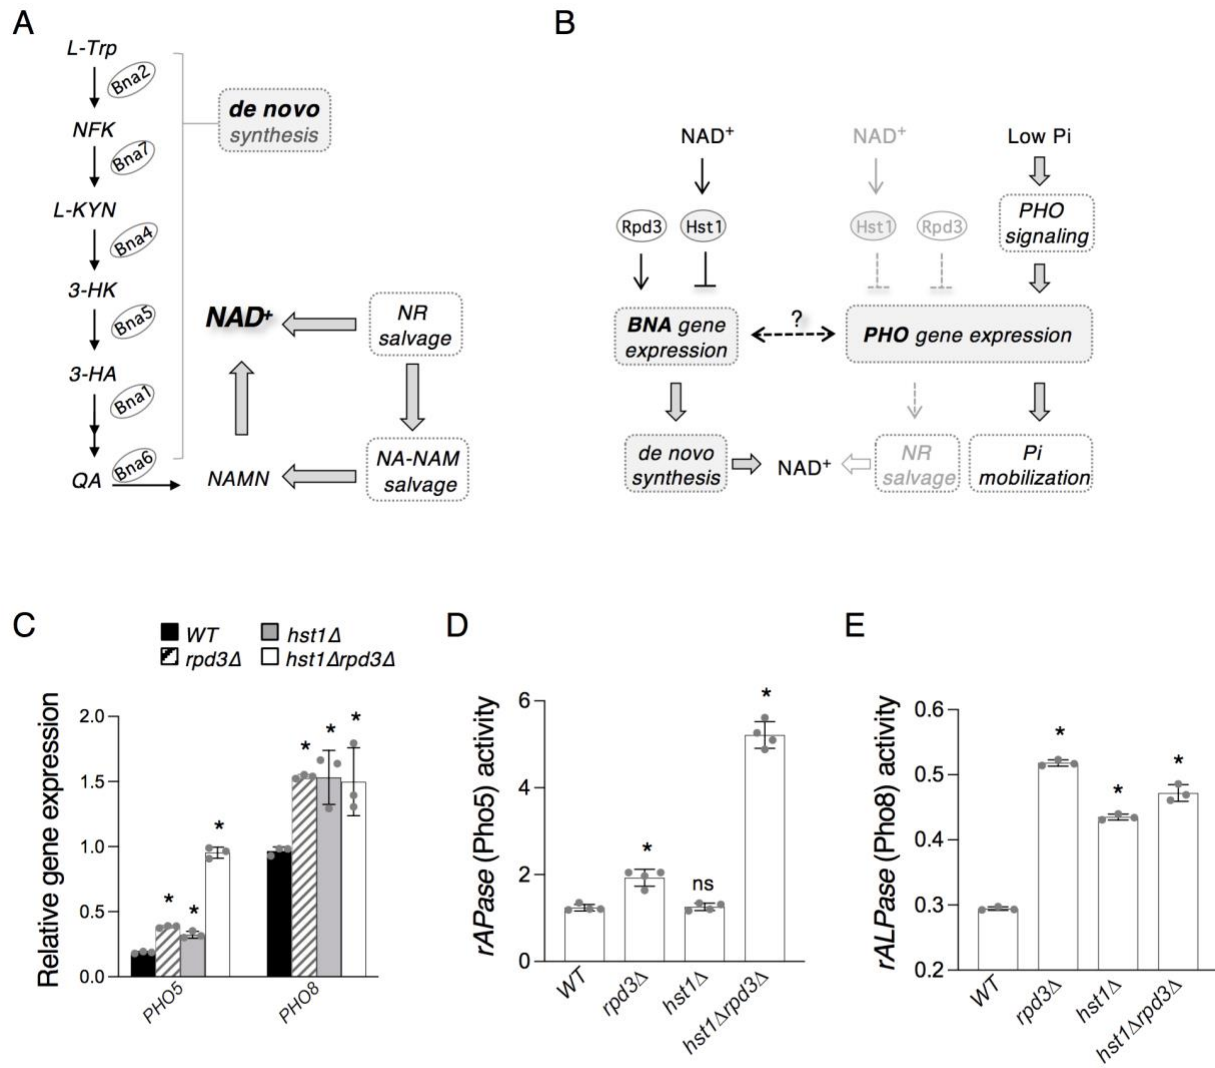 A
L-Trp
Bna2
NFK
Bna7
L-KYN
Bna4
3-HK
Bna5
3-HA
Bna1
QA
Bna6
NAMN
de novo
synthesis
NAD+
NR
salvage
NA-NAM
salvage
B
NAD+
NAD+
Low Pi
Rpd3
Hst1
Hst1
Rpd3
PHO
signaling
BNA gene
expression
?
PHO gene expression
de novo
synthesis
NAD+
NR
salvage
Pi
mobilization
C
WT
hst1Δ
rpd3Δ
hst1Δrpd3Δ
Relative gene expression
2.0
1.5
1.0
0.5
0.0
*
*
*
*
*
*
PHO5
PHO8
D
rAPase (Pho5) activity
6
4
2
0
*
ns
*
WT
rpd3Δ
hst1Δ
hst1Δrpd3Δ
E
rALPase (Pho8) activity
0.6
0.5
0.4
0.3
0.2
*
*
*
WT
rpd3Δ
hst1Δ
hst1Δrpd3Δ